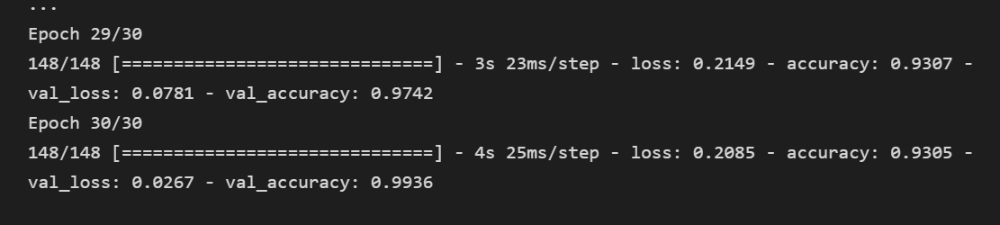 ...
Epoch 29/30
148/148 [==============================] - 3s 23ms/step - loss: 0.2149 - accuracy: 0.9307 -
val_loss: 0.0781 - val_accuracy: 0.9742
Epoch 30/30
148/148 [==============================] - 4s 25ms/step - loss: 0.2085 - accuracy: 0.9305 -
val_loss: 0.0267 - val_accuracy: 0.9936